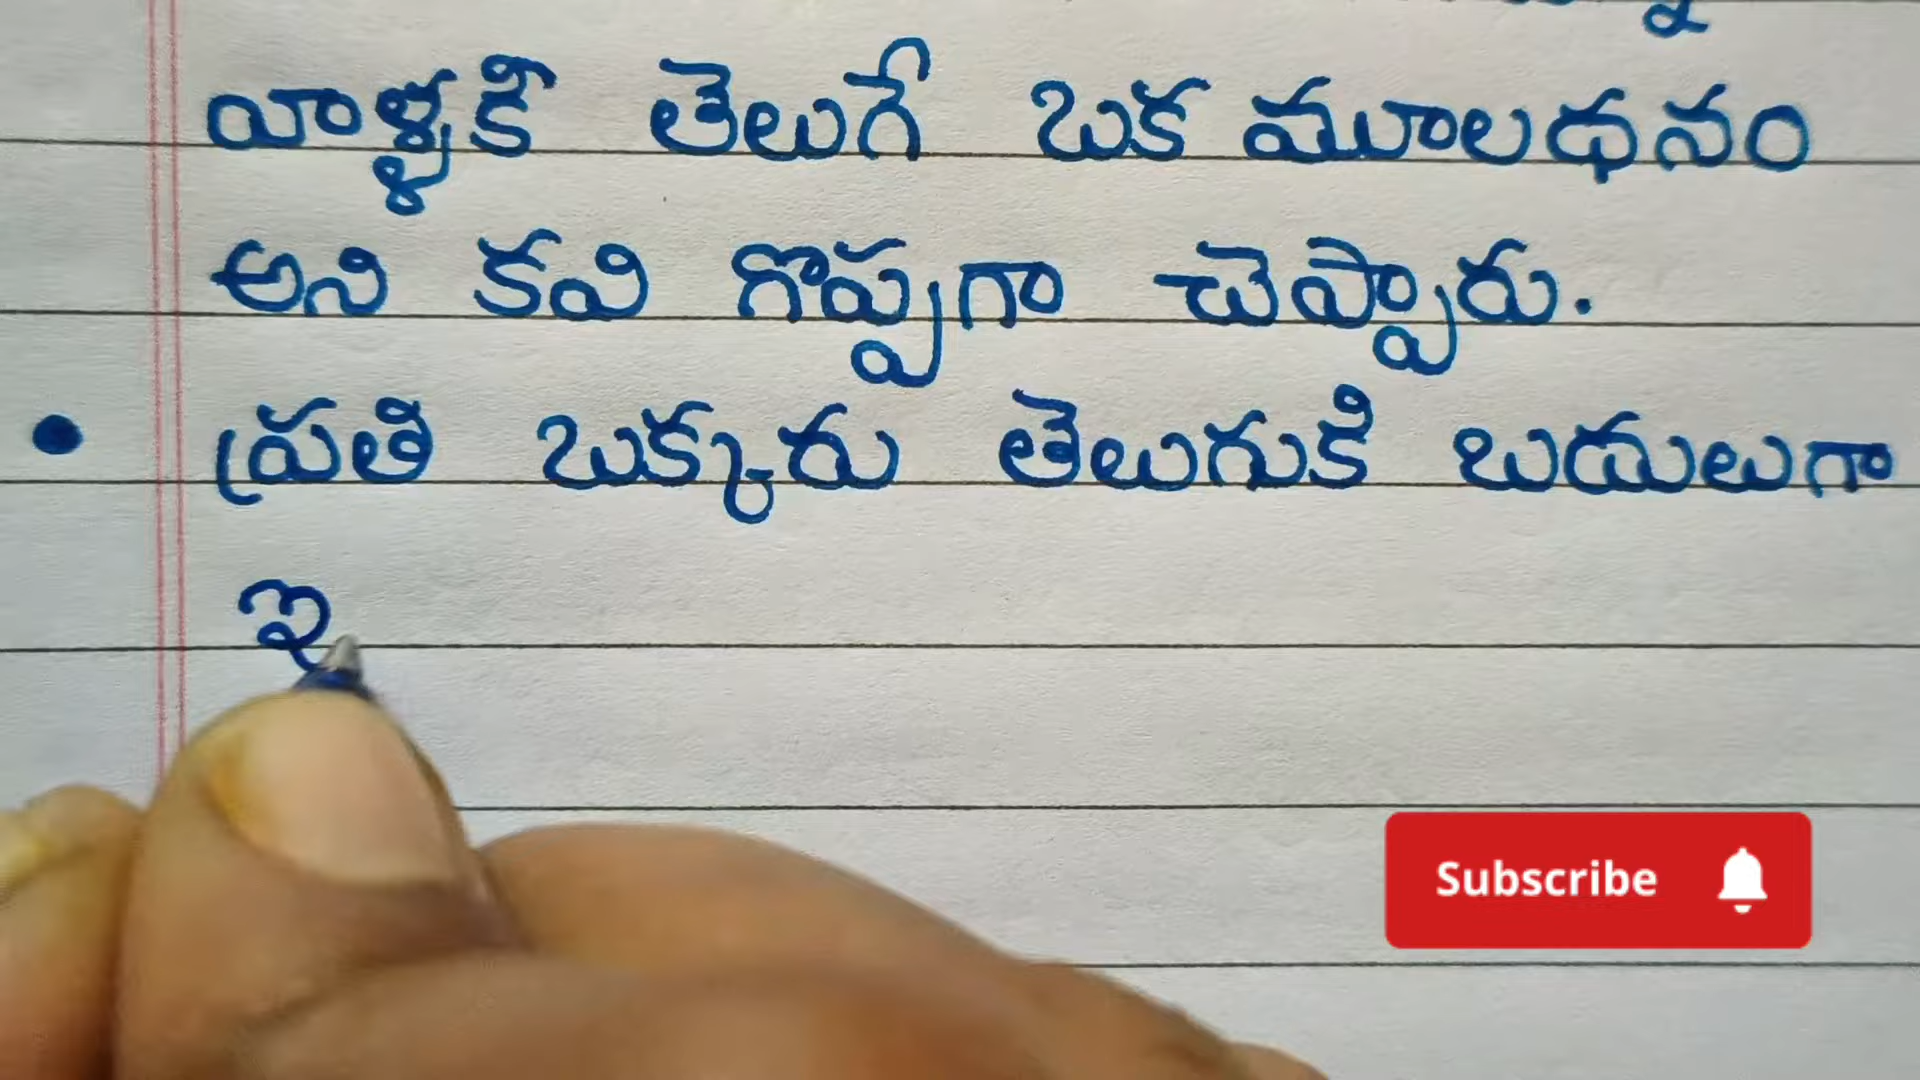 యాళ్ళకి తెలుగే ఒక మూలధనం
అని కవి గొప్పగా చెప్పారు.
• ప్రతి ఒక్కరు తెలుగుకి బదులుగా
Subscribe